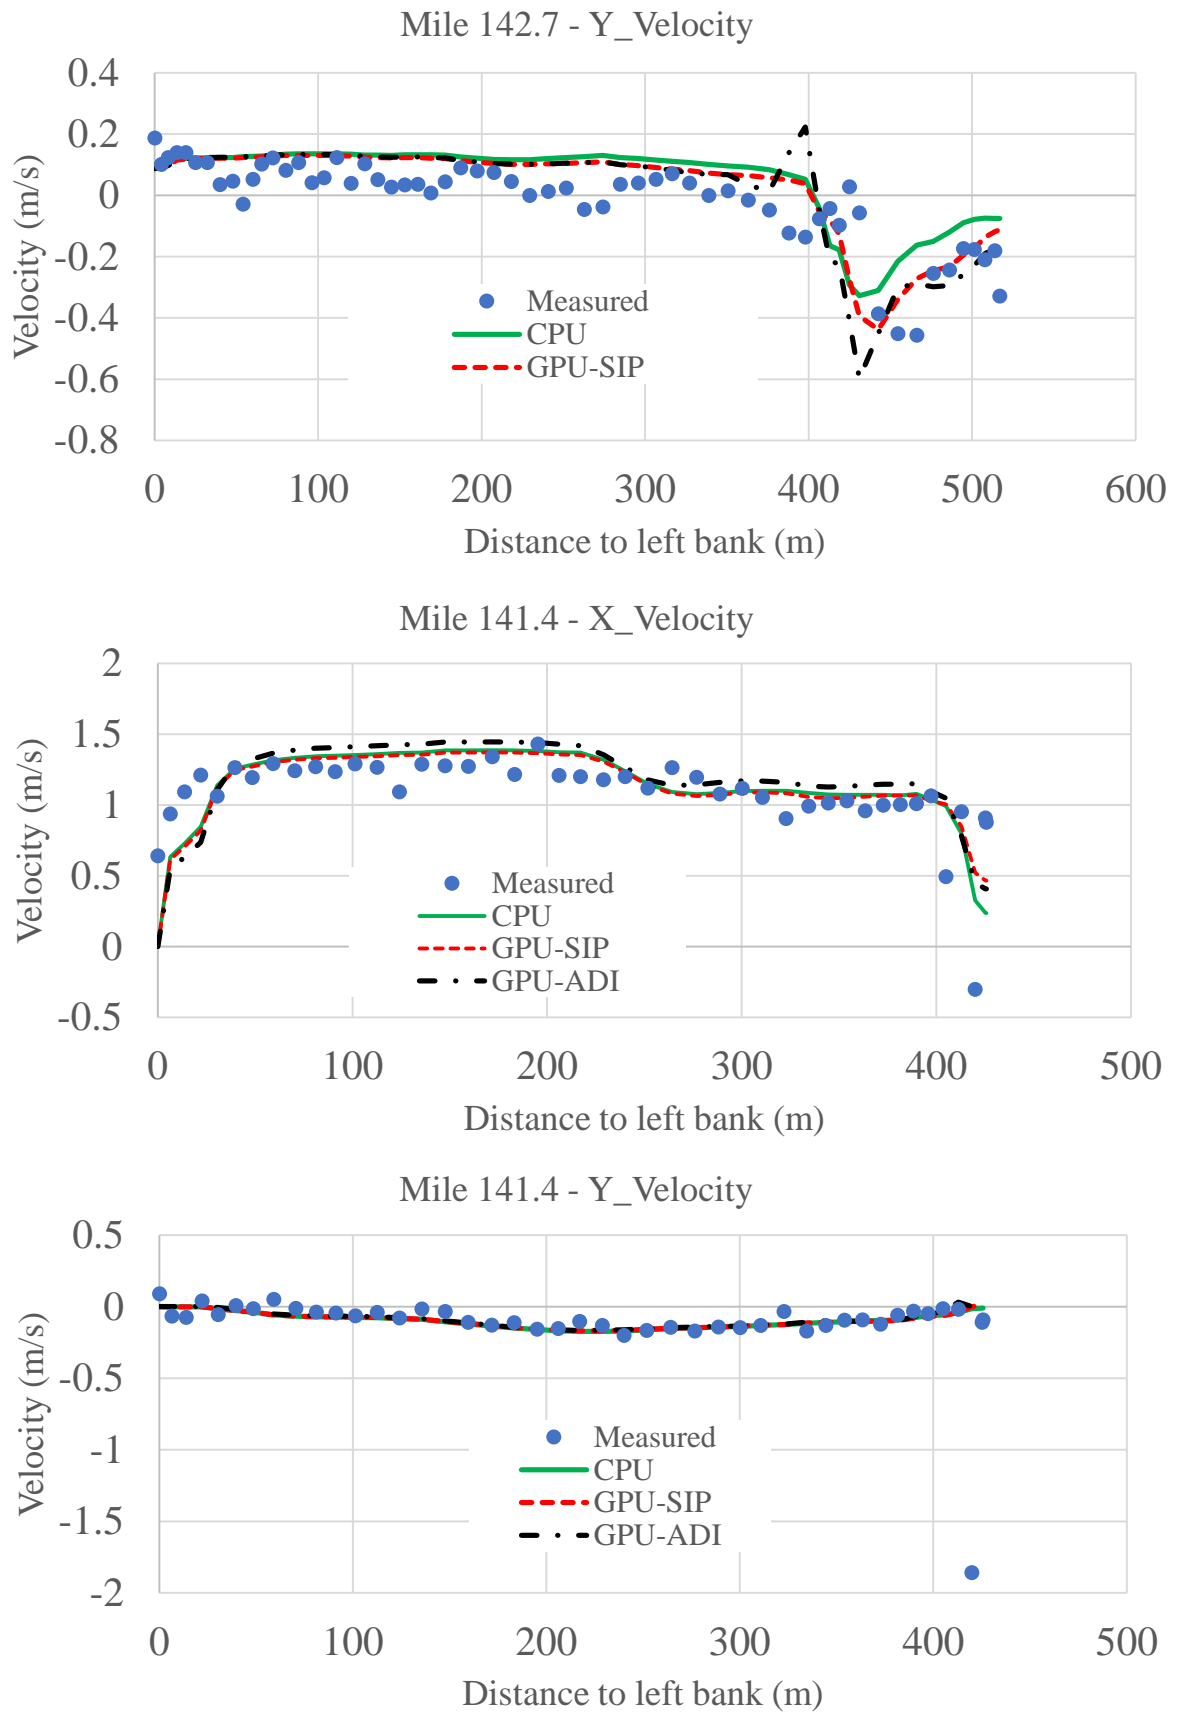 Mile 142.7 - Y_Velocity
0.4
0.2
0
-0.2
-0.4
-0.6
-0.8
Velocity (m/s)
Measured
CPU
GPU-SIP
0 100 200 300 400 500 600
Distance to left bank (m)
Mile 141.4 - X_Velocity
2
1.5
1
0.5
0
-0.5
Velocity (m/s)
Measured
CPU
GPU-SIP
GPU-ADI
0 100 200 300 400 500
Distance to left bank (m)
Mile 141.4 - Y_Velocity
0.5
0
-0.5
-1
-1.5
-2
Velocity (m/s)
Measured
CPU
GPU-SIP
GPU-ADI
0 100 200 300 400 500
Distance to left bank (m)